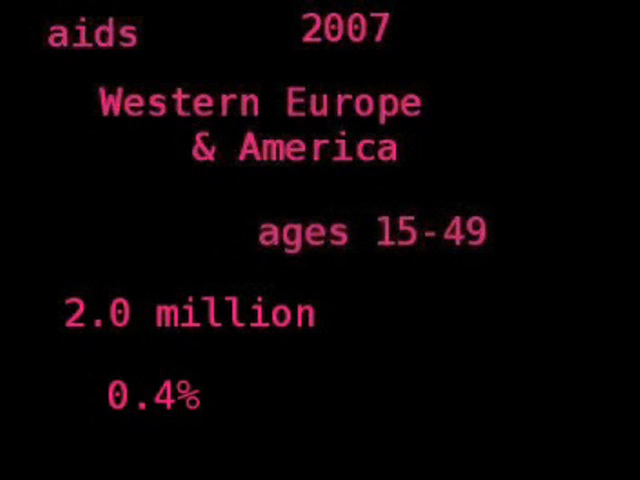 aids 2007
Western Europe
& America
ages 15-49
2.0 million
0.4%